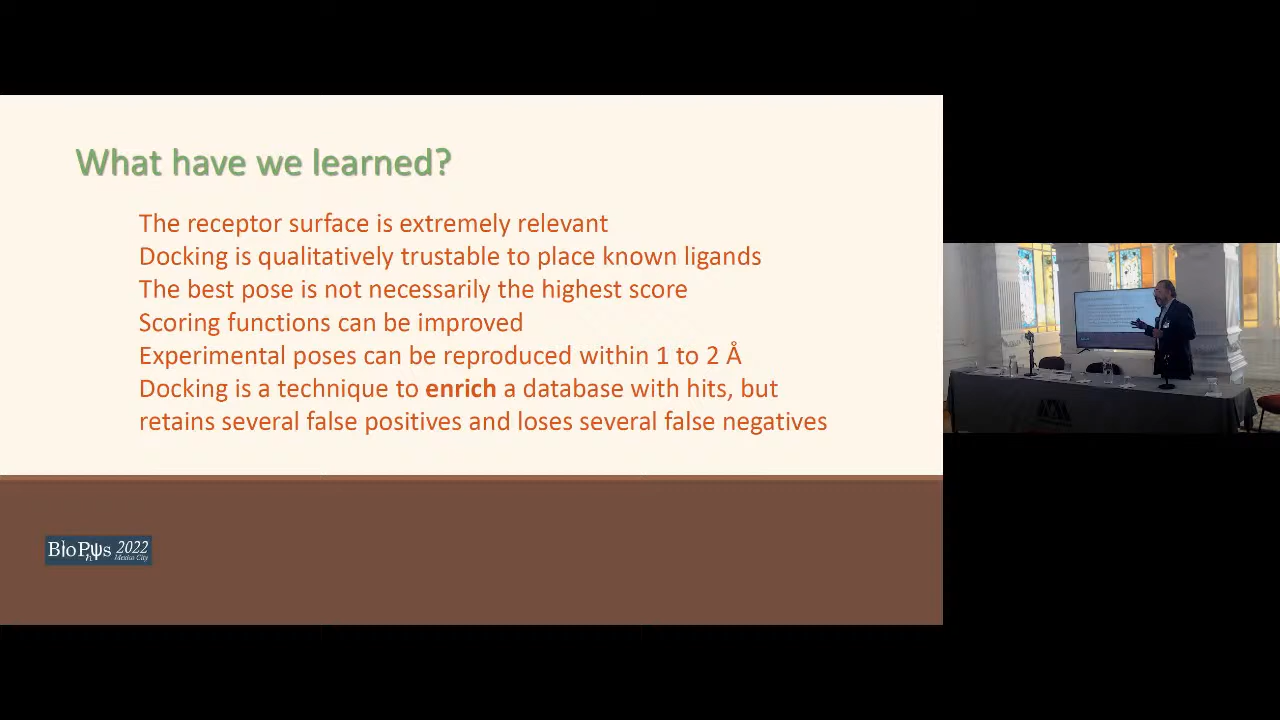 What have we learned?
The receptor surface is extremely relevant
Docking is qualitatively trustable to place known ligands
The best pose is not necessarily the highest score
Scoring functions can be improved
Experimental poses can be reproduced within 1 to 2 Å
Docking is a technique to enrich a database with hits, but
retains several false positives and loses several false negatives
BioPhψs 2022
Mexico City